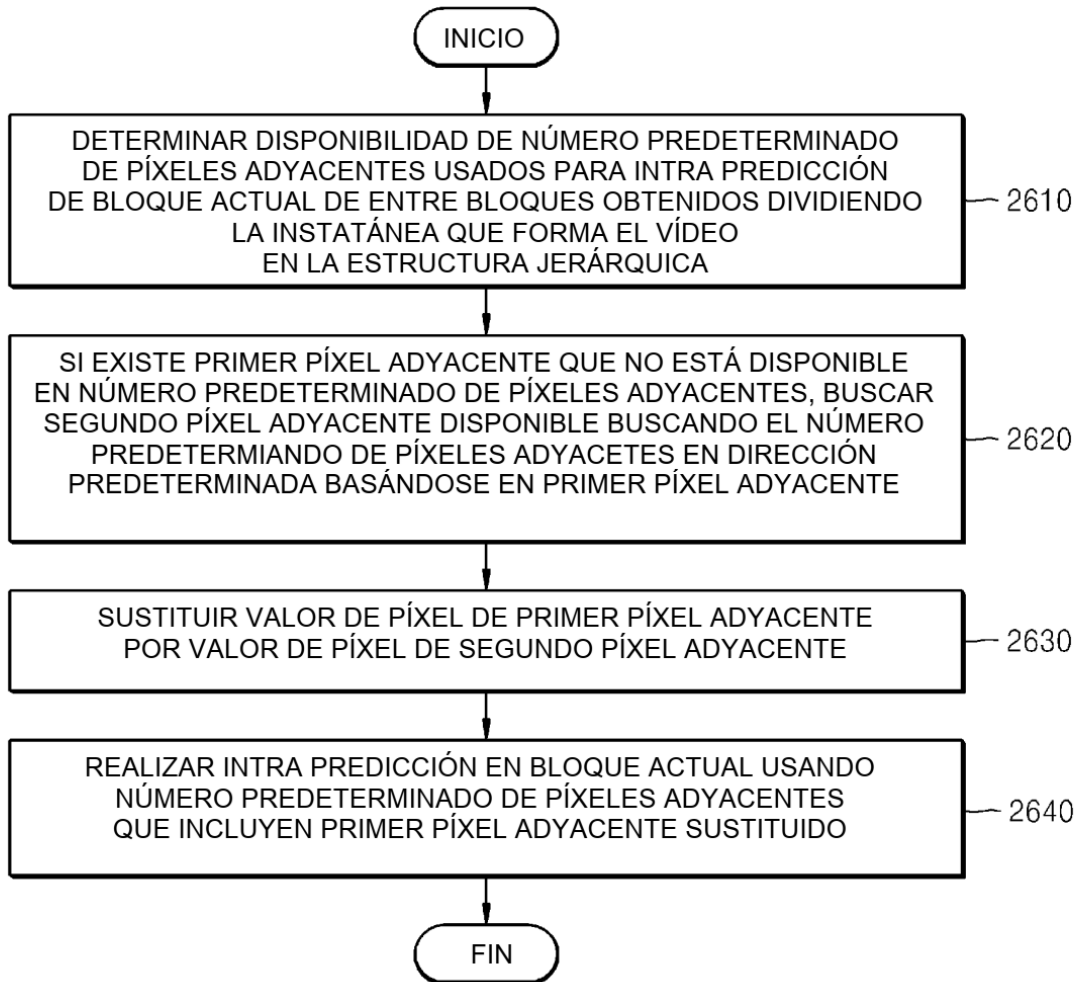 INICIO
DETERMINAR DISPONIBILIDAD DE NÚMERO PREDETERMINADO
DE PÍXELES ADYACENTES USADOS PARA INTRA PREDICCIÓN
DE BLOQUE ACTUAL DE ENTRE BLOQUES OBTENIDOS DIVIDIENDO
LA INSTATÁNEA QUE FORMA EL VÍDEO
EN LA ESTRUCTURA JERÁRQUICA
2610
SI EXISTE PRIMER PÍXEL ADYACENTE QUE NO ESTÁ DISPONIBLE
EN NÚMERO PREDETERMINADO DE PÍXELES ADYACENTES, BUSCAR
SEGUNDO PÍXEL ADYACENTE DISPONIBLE BUSCANDO EL NÚMERO
PREDETERMIANDO DE PÍXELES ADYACETES EN DIRECCIÓN
PREDETERMINADA BASÁNDOSE EN PRIMER PÍXEL ADYACENTE
2620
SUSTITUIR VALOR DE PÍXEL DE PRIMER PÍXEL ADYACENTE
POR VALOR DE PÍXEL DE SEGUNDO PÍXEL ADYACENTE
2630
REALIZAR INTRA PREDICCIÓN EN BLOQUE ACTUAL USANDO
NÚMERO PREDETERMINADO DE PÍXELES ADYACENTES
QUE INCLUYEN PRIMER PÍXEL ADYACENTE SUSTITUIDO
2640
FIN